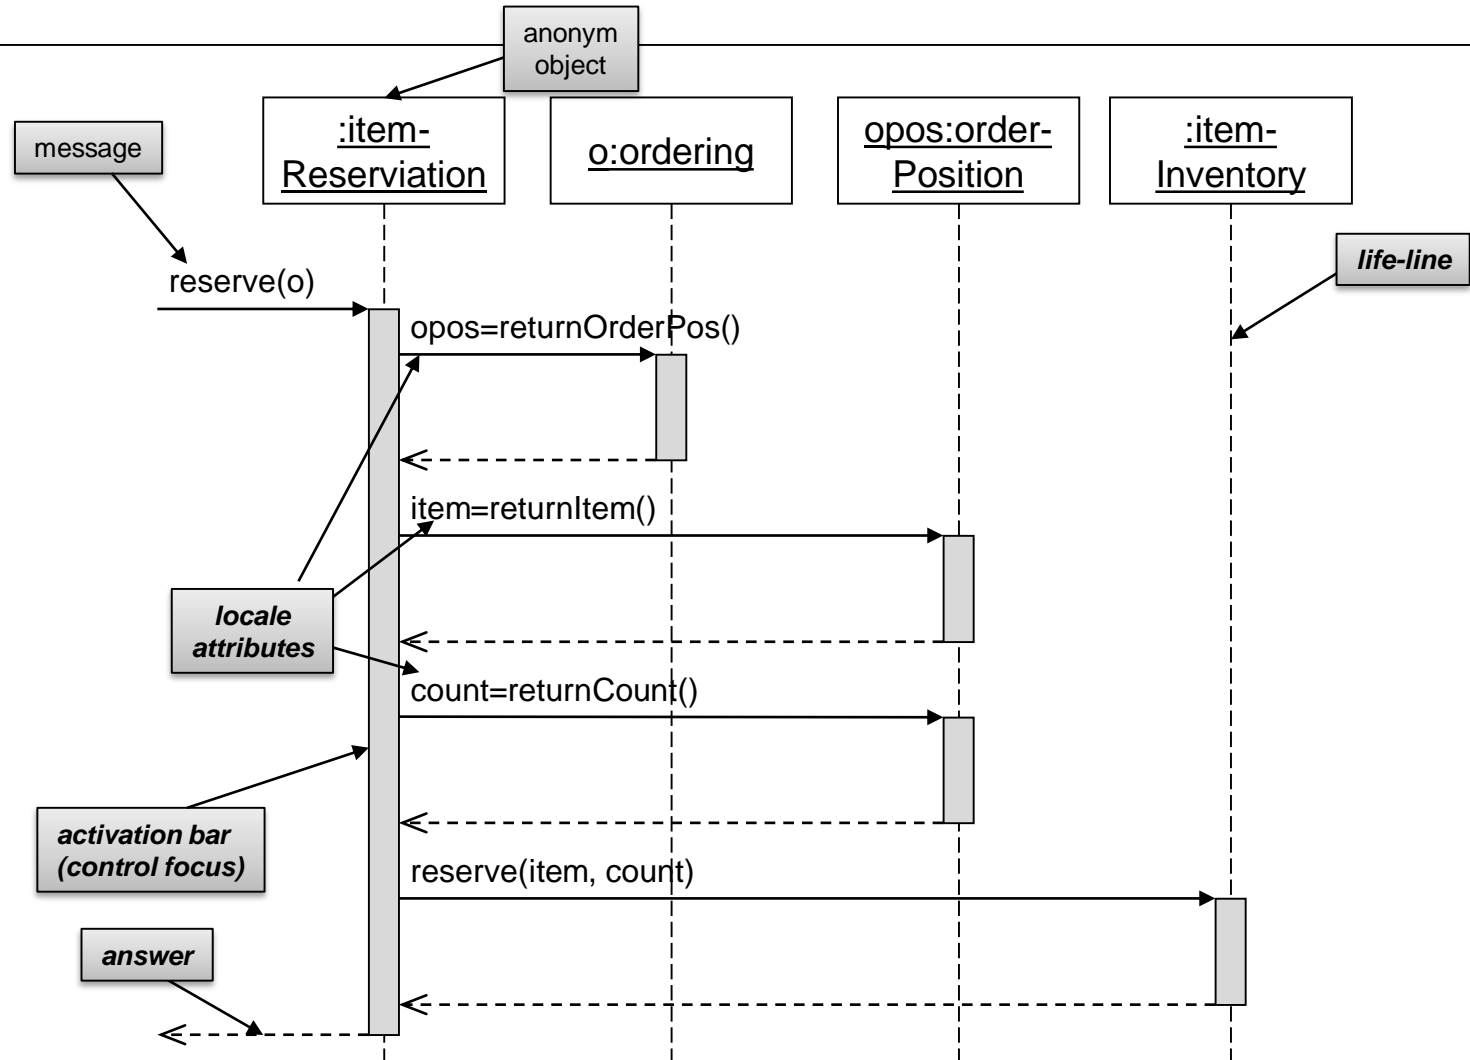 anonym
object
:item-
Reserviation
o:ordering
opos:order-
Position
:item-
Inventory
message
life-line
reserve(o)
opos=returnOrderPos()
item=returnItem()
locale
attributes
count=returnCount()
activation bar
(control focus)
reserve(item, count)
answer